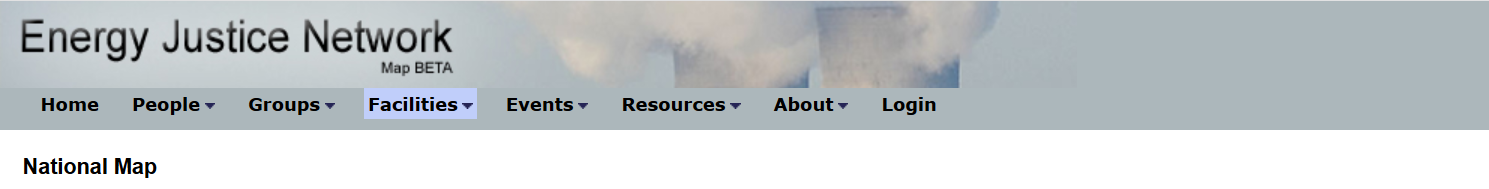 Energy Justice Network
Map BETA
Home People Groups Facilities Events Resources About Login
National Map